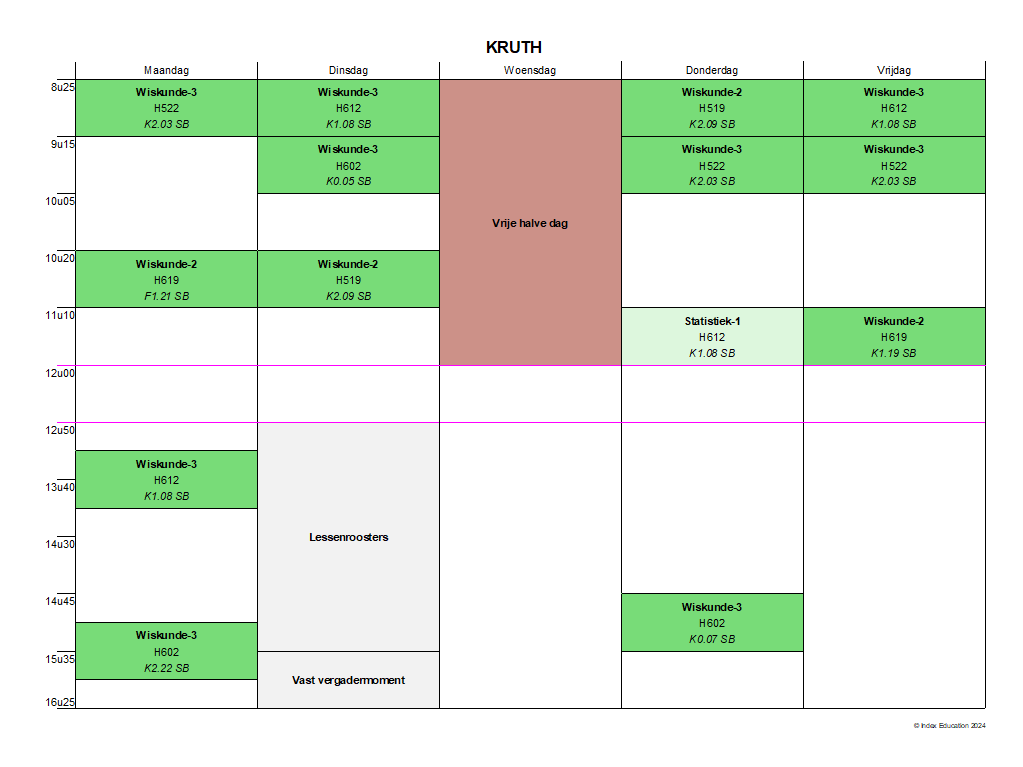 KRUTH
Maandag Dinsdag Woensdag Donderdag Vrijdag
8u25
Wiskunde-3 Wiskunde-3 Wiskunde-2 Wiskunde-3
H522 H612 H519 H612
K2.03 SB K1.08 SB K2.09 SB K1.08 SB
9u15
Wiskunde-3 Wiskunde-3 Wiskunde-3
H602 H522 H522
K0.05 SB K2.03 SB K2.03 SB
10u05
Vrije halve dag
10u20
Wiskunde-2 Wiskunde-2
H619 H519
F1.21 SB K2.09 SB
11u10
Statistiek-1 Wiskunde-2
H612 H619
K1.08 SB K1.19 SB
12u00
12u50
Wiskunde-3
H612
13u40
K1.08 SB
Lessenroosters
14u30
14u45
Wiskunde-3
H602
K0.07 SB
Wiskunde-3
H602
15u35
K2.22 SB
Vast vergadermoment
16u25
© Index Education 2024